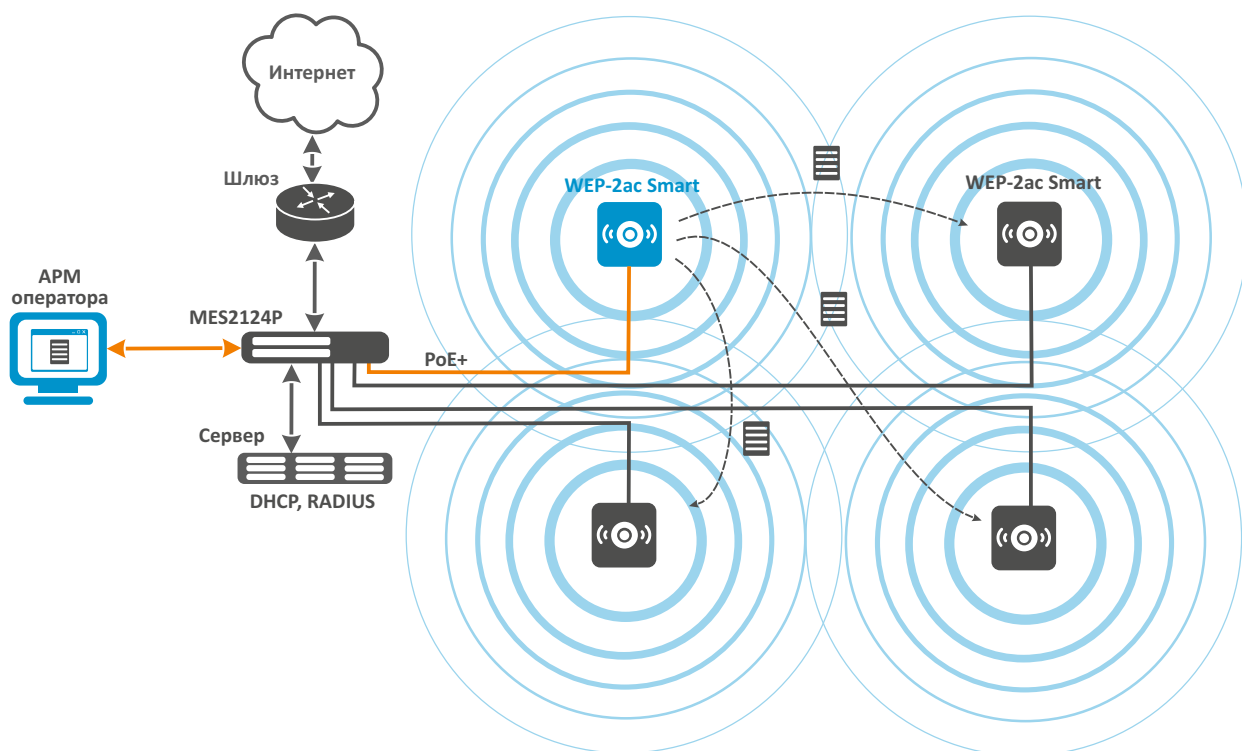 Интернет
Шлюз
WEP-2ac Smart
WEP-2ac Smart
АРМ
оператора
MES2124P
PoE+
Сервер
DHCP, RADIUS